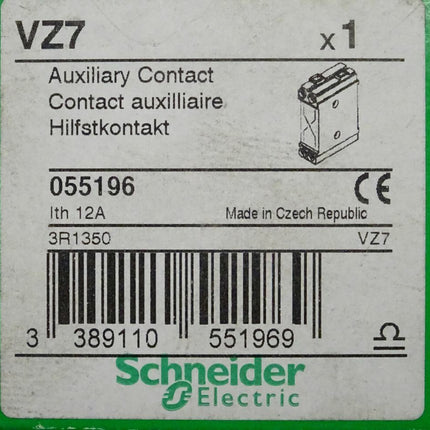 VZ7 x1
Auxiliary Contact
Contact auxilliaire
Hilfstkontakt
055196 CE
Ith 12A Made in Czech Republic
3R1350 VZ7
3 389110 551969
Schneider
Electric